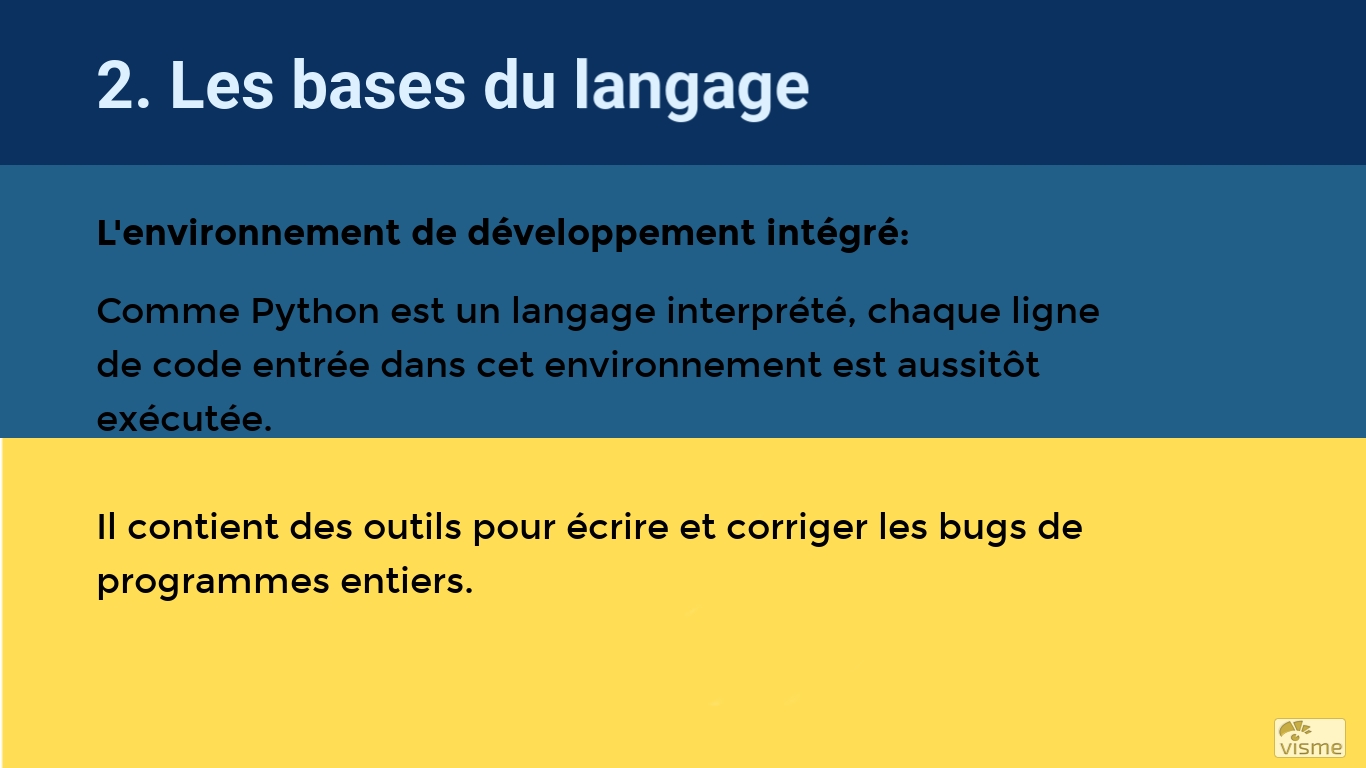 2. Les bases du langage
L'environnement de développement intégré:
Comme Python est un langage interprété, chaque ligne
de code entrée dans cet environnement est aussitôt
exécutée.
Il contient des outils pour écrire et corriger les bugs de
programmes entiers.
visme